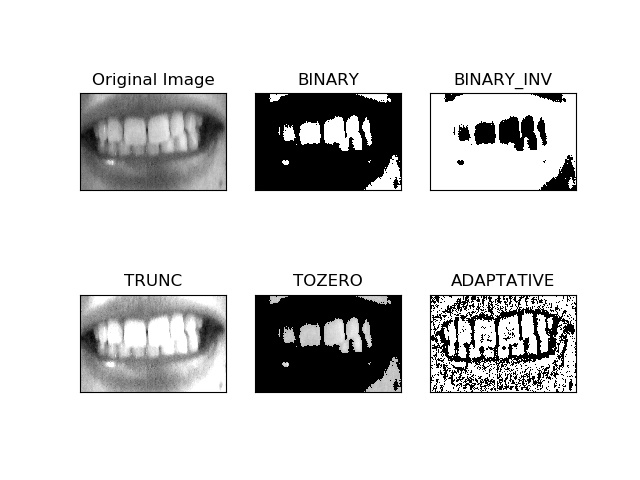 Original Image
BINARY
BINARY_INV
TRUNC
TOZERO
ADAPTATIVE